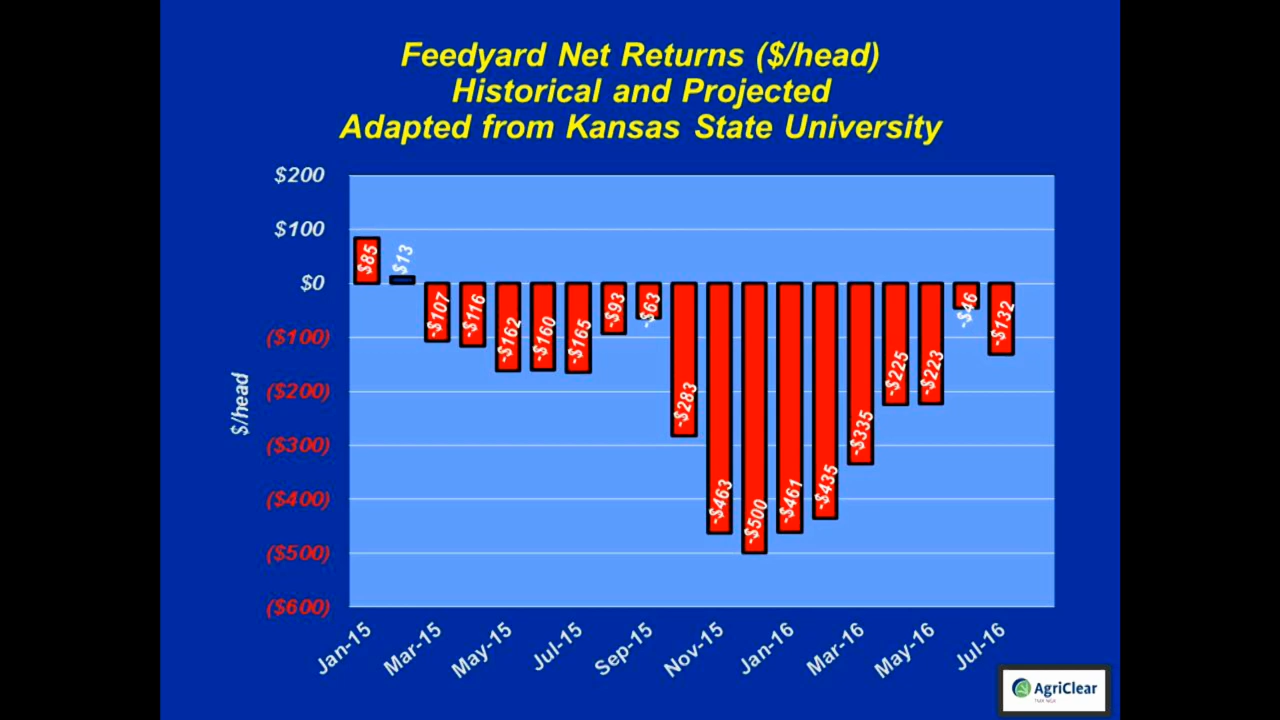 Feedyard Net Returns ($/head)
Historical and Projected
Adapted from Kansas State University
$200
$100
$0
($100)
($200)
($300)
($400)
($500)
($600)
$/head
$85
$13
-$107
-$116
-$162
-$160
-$165
-$93
-$63
-$283
-$463
-$500
-$461
-$435
-$335
-$225
-$223
-$46
-$132
Jan-15
Mar-15
May-15
Jul-15
Sep-15
Nov-15
Jan-16
Mar-16
May-16
Jul-16
AgriClear